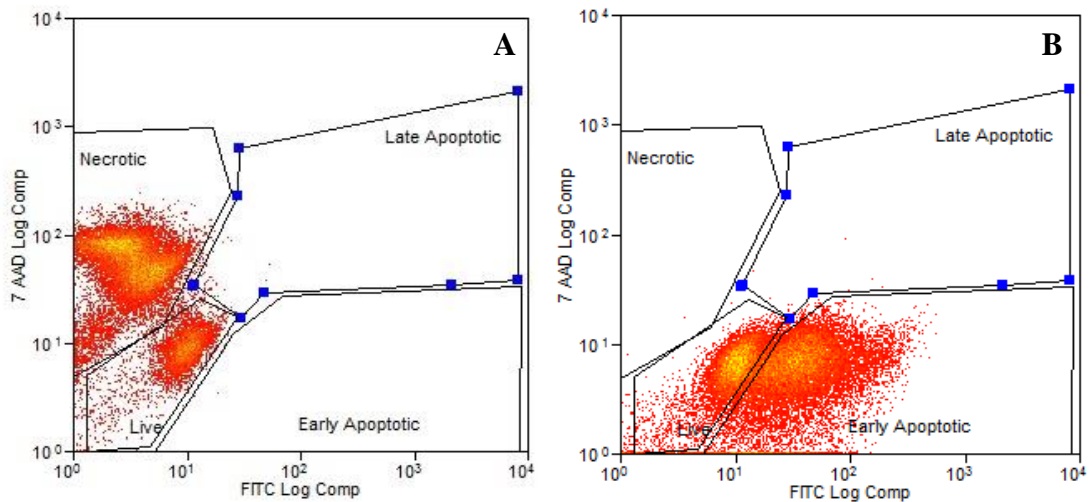 A
10⁴
10³
10²
10¹
10⁰
7 AAD Log Comp
Necrotic
Late Apoptotic
Live
Early Apoptotic
10⁰ 10¹ 10² 10³ 10⁴
FITC Log Comp
B
10⁴
10³
10²
10¹
10⁰
7 AAD Log Comp
Necrotic
Late Apoptotic
Live
Early Apoptotic
10⁰ 10¹ 10² 10³ 10⁴
FITC Log Comp